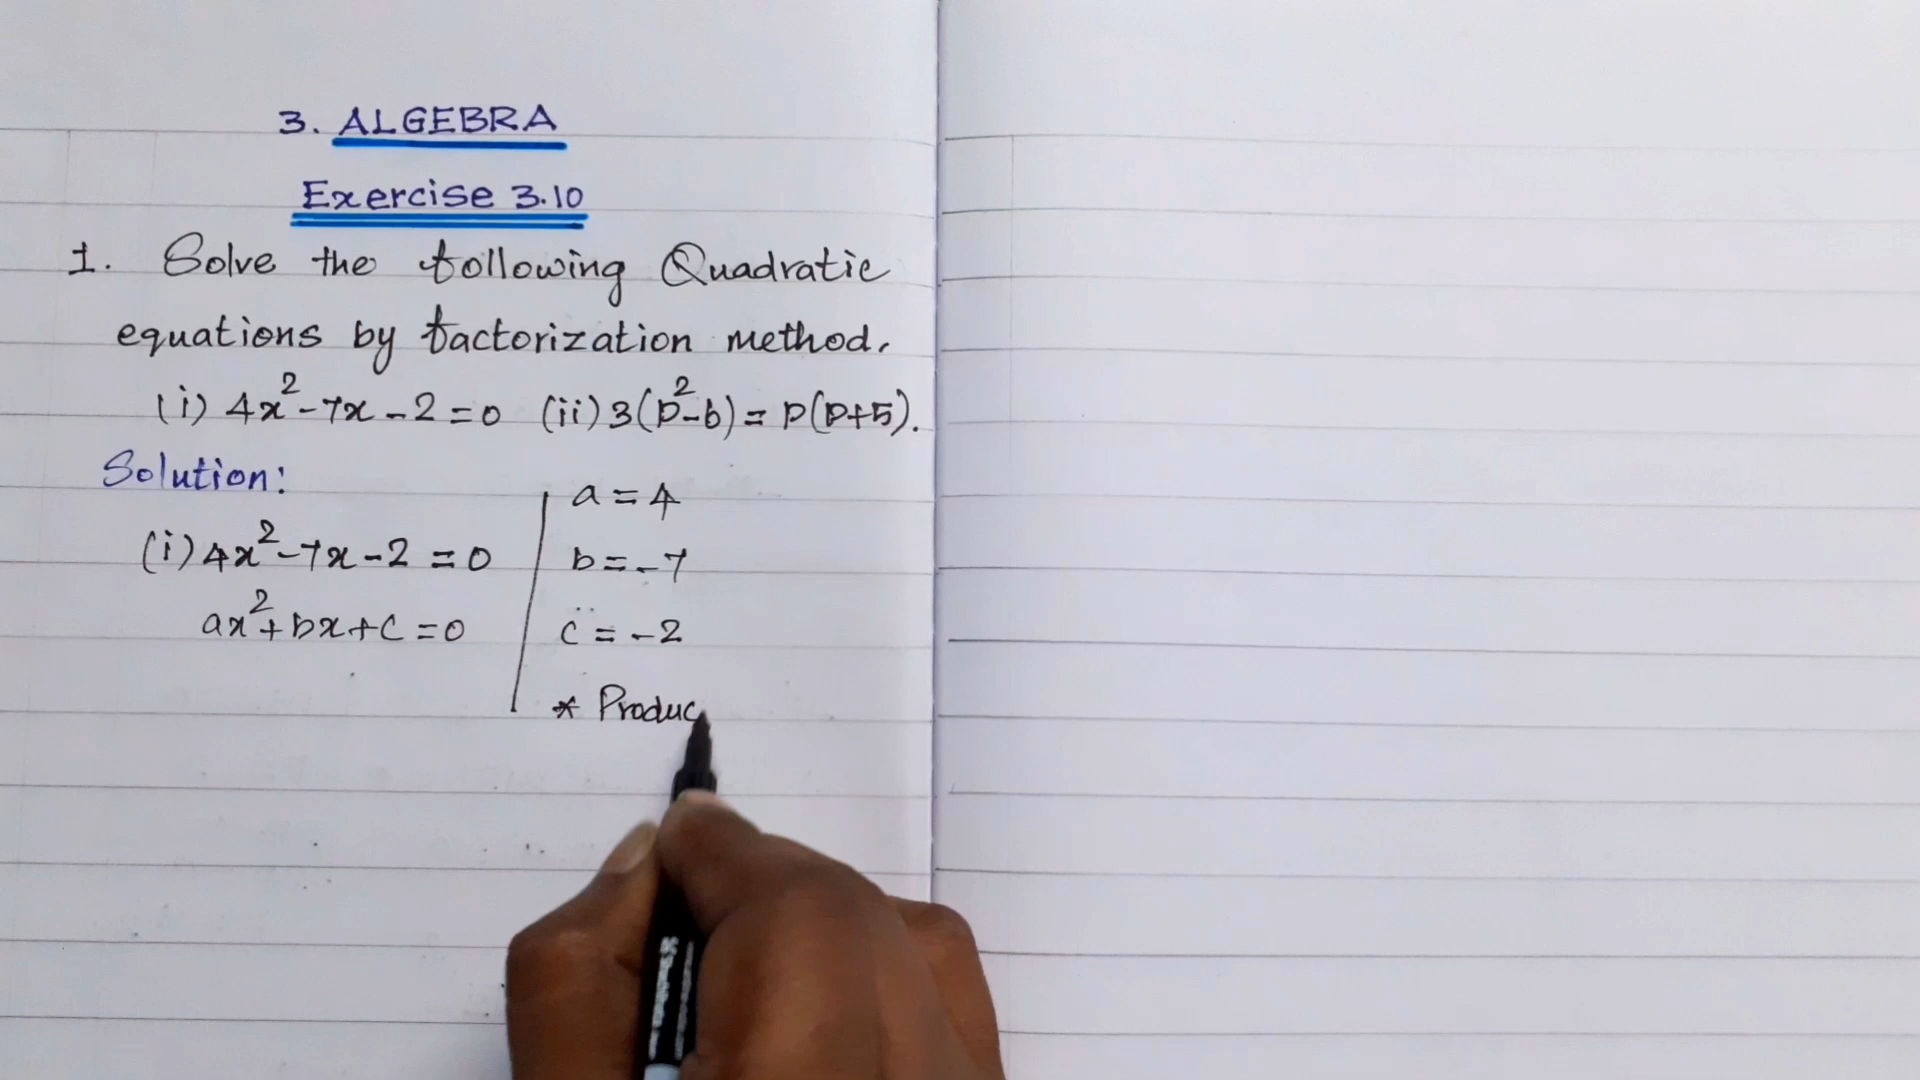 3. ALGEBRA
Exercise 3.10
1. Solve the following Quadratic
equations by factorization method.
(i) 4x²-7x-2=0 (ii) 3(p²-6)=p(p+5).
Solution:
(i) 4x²-7x-2=0
ax²+bx+c=0
a=4
b=-7
c=-2
* Produc